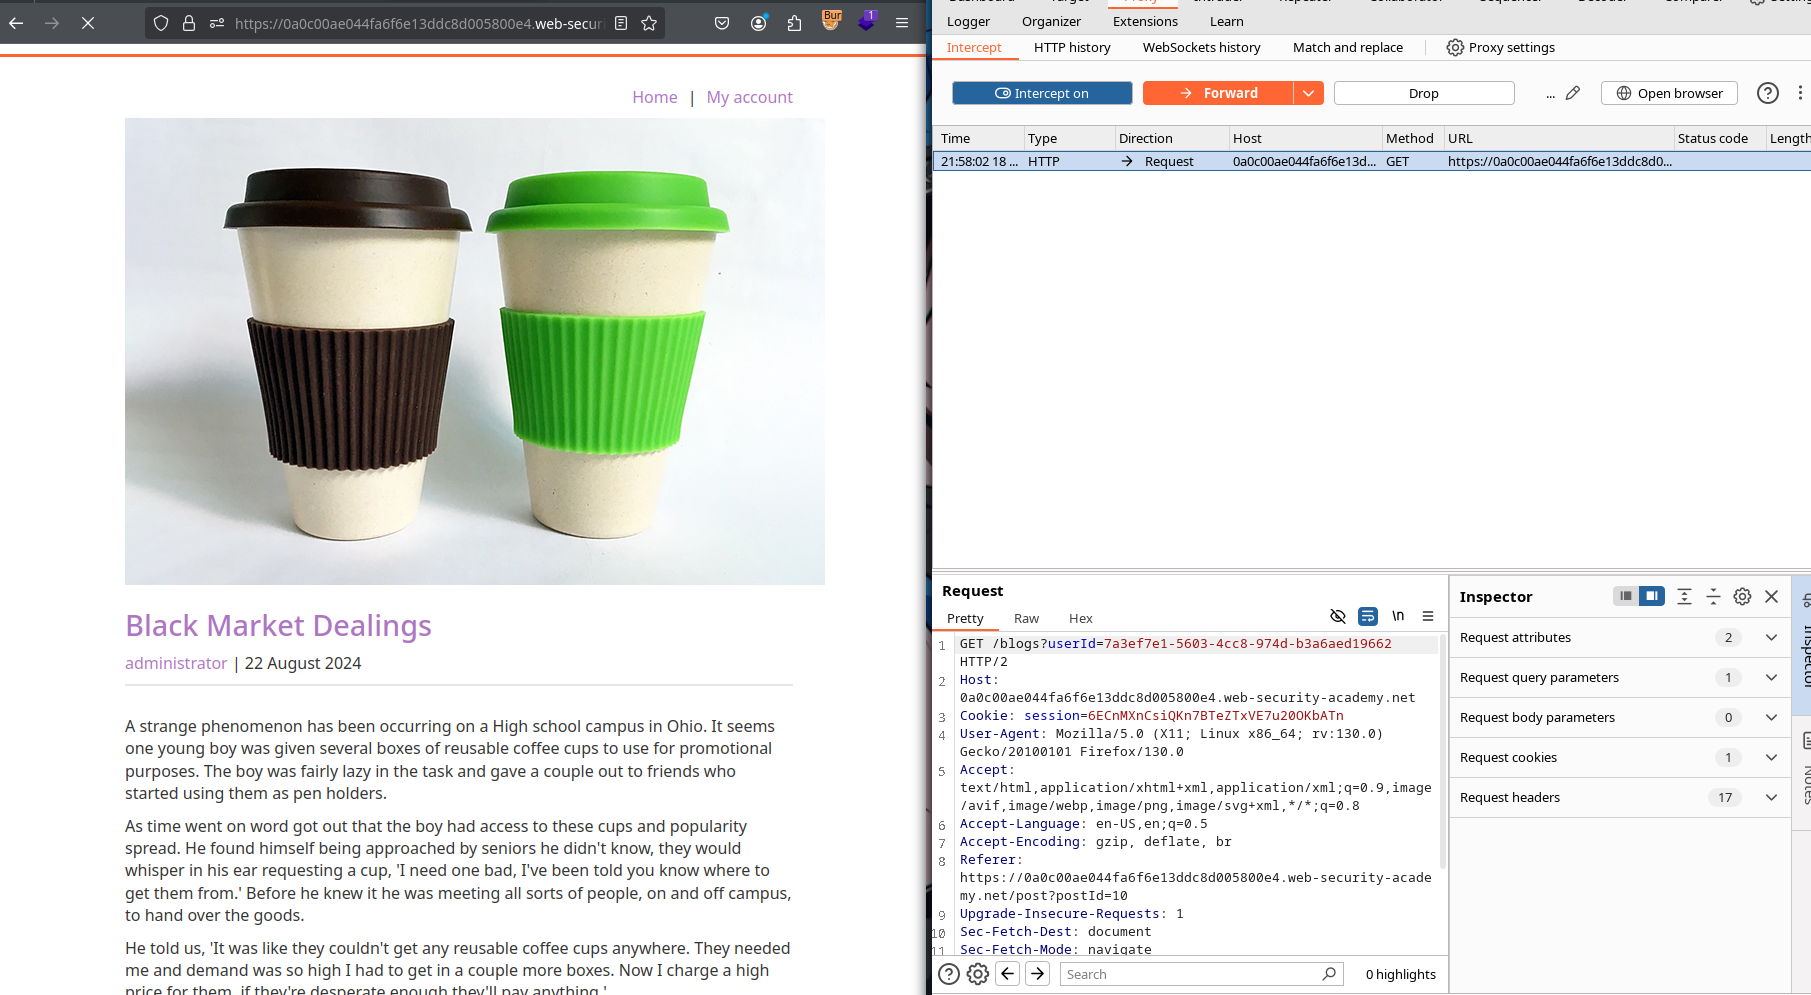 https://0a0c00ae044fa6f6e13ddc8d005800e4.web-secur
Bur
1
Home | My account
Black Market Dealings
administrator | 22 August 2024
A strange phenomenon has been occurring on a High school campus in Ohio. It seems
one young boy was given several boxes of reusable coffee cups to use for promotional
purposes. The boy was fairly lazy in the task and gave a couple out to friends who
started using them as pen holders.
As time went on word got out that the boy had access to these cups and popularity
spread. He found himself being approached by seniors he didn't know, they would
whisper in his ear requesting a cup, 'I need one bad, I've been told you know where to
get them from.' Before he knew it he was meeting all sorts of people, on and off campus,
to hand over the goods.
He told us, 'It was like they couldn't get any reusable coffee cups anywhere. They needed
me and demand was so high I had to get in a couple more boxes. Now I charge a high
price for them, if they're desperate enough they'll pay anything.'
Logger Organizer Extensions Learn
Intercept HTTP history WebSockets history Match and replace Proxy settings
Intercept on Forward Drop ... Open browser
Time Type Direction Host Method URL Status code Length
21:58:02 18 ... HTTP Request 0a0c00ae044fa6f6e13d... GET https://0a0c00ae044fa6f6e13ddc8d0...
Request
Pretty Raw Hex \n
1 GET /blogs?userId=7a3ef7e1-5603-4cc8-974d-b3a6aed19662
HTTP/2
2 Host:
0a0c00ae044fa6f6e13ddc8d005800e4.web-security-academy.net
3 Cookie: session=6ECnMXnCsiQKn7BTeZTxVE7u20OKbATn
4 User-Agent: Mozilla/5.0 (X11; Linux x86_64; rv:130.0)
Gecko/20100101 Firefox/130.0
5 Accept:
text/html,application/xhtml+xml,application/xml;q=0.9,image
/avif,image/webp,image/png,image/svg+xml,*/*;q=0.8
6 Accept-Language: en-US,en;q=0.5
7 Accept-Encoding: gzip, deflate, br
8 Referer:
https://0a0c00ae044fa6f6e13ddc8d005800e4.web-security-acade
my.net/post?postId=10
9 Upgrade-Insecure-Requests: 1
10 Sec-Fetch-Dest: document
11 Sec-Fetch-Mode: navigate
Search 0 highlights
Inspector
Request attributes 2
Request query parameters 1
Request body parameters 0
Request cookies 1
Request headers 17
Inspector
Notes